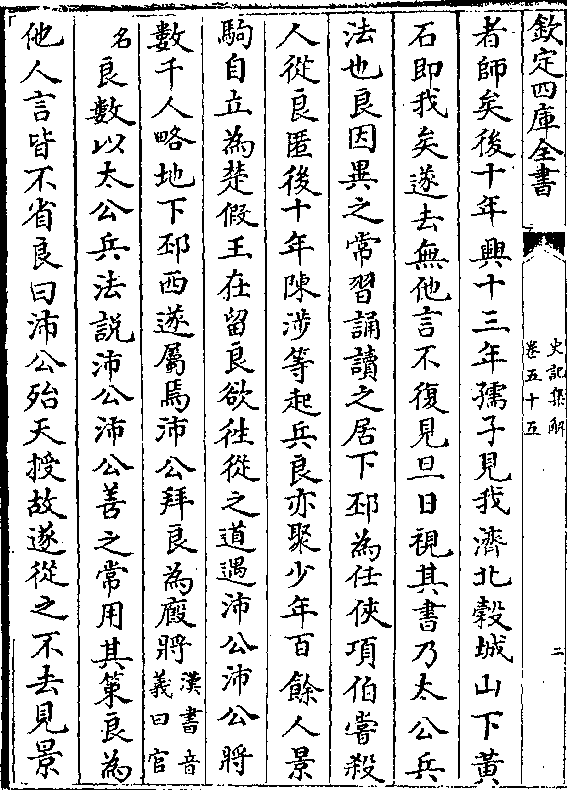 欽定四庫全書
史記集解
卷五十五
二
者師矣後十年興十三年孺子見我濟北糓城山下黃
石即我矣遂去無他言不復見旦日視其書乃太公兵
法也良因異之常習誦讀之居下邳為任俠項伯嘗殺
人從良匿後十年陳涉等起兵良亦聚少年百餘人景
駒自立為楚假王在留良欲徃從之道遇沛公沛公將
數千人略地下邳西遂屬焉沛公拜良為廏將漢書音義曰官
名良數以太公兵法説沛公沛公善之常用其策良為
他人言皆不省良曰沛公殆天授故遂從之不去見景